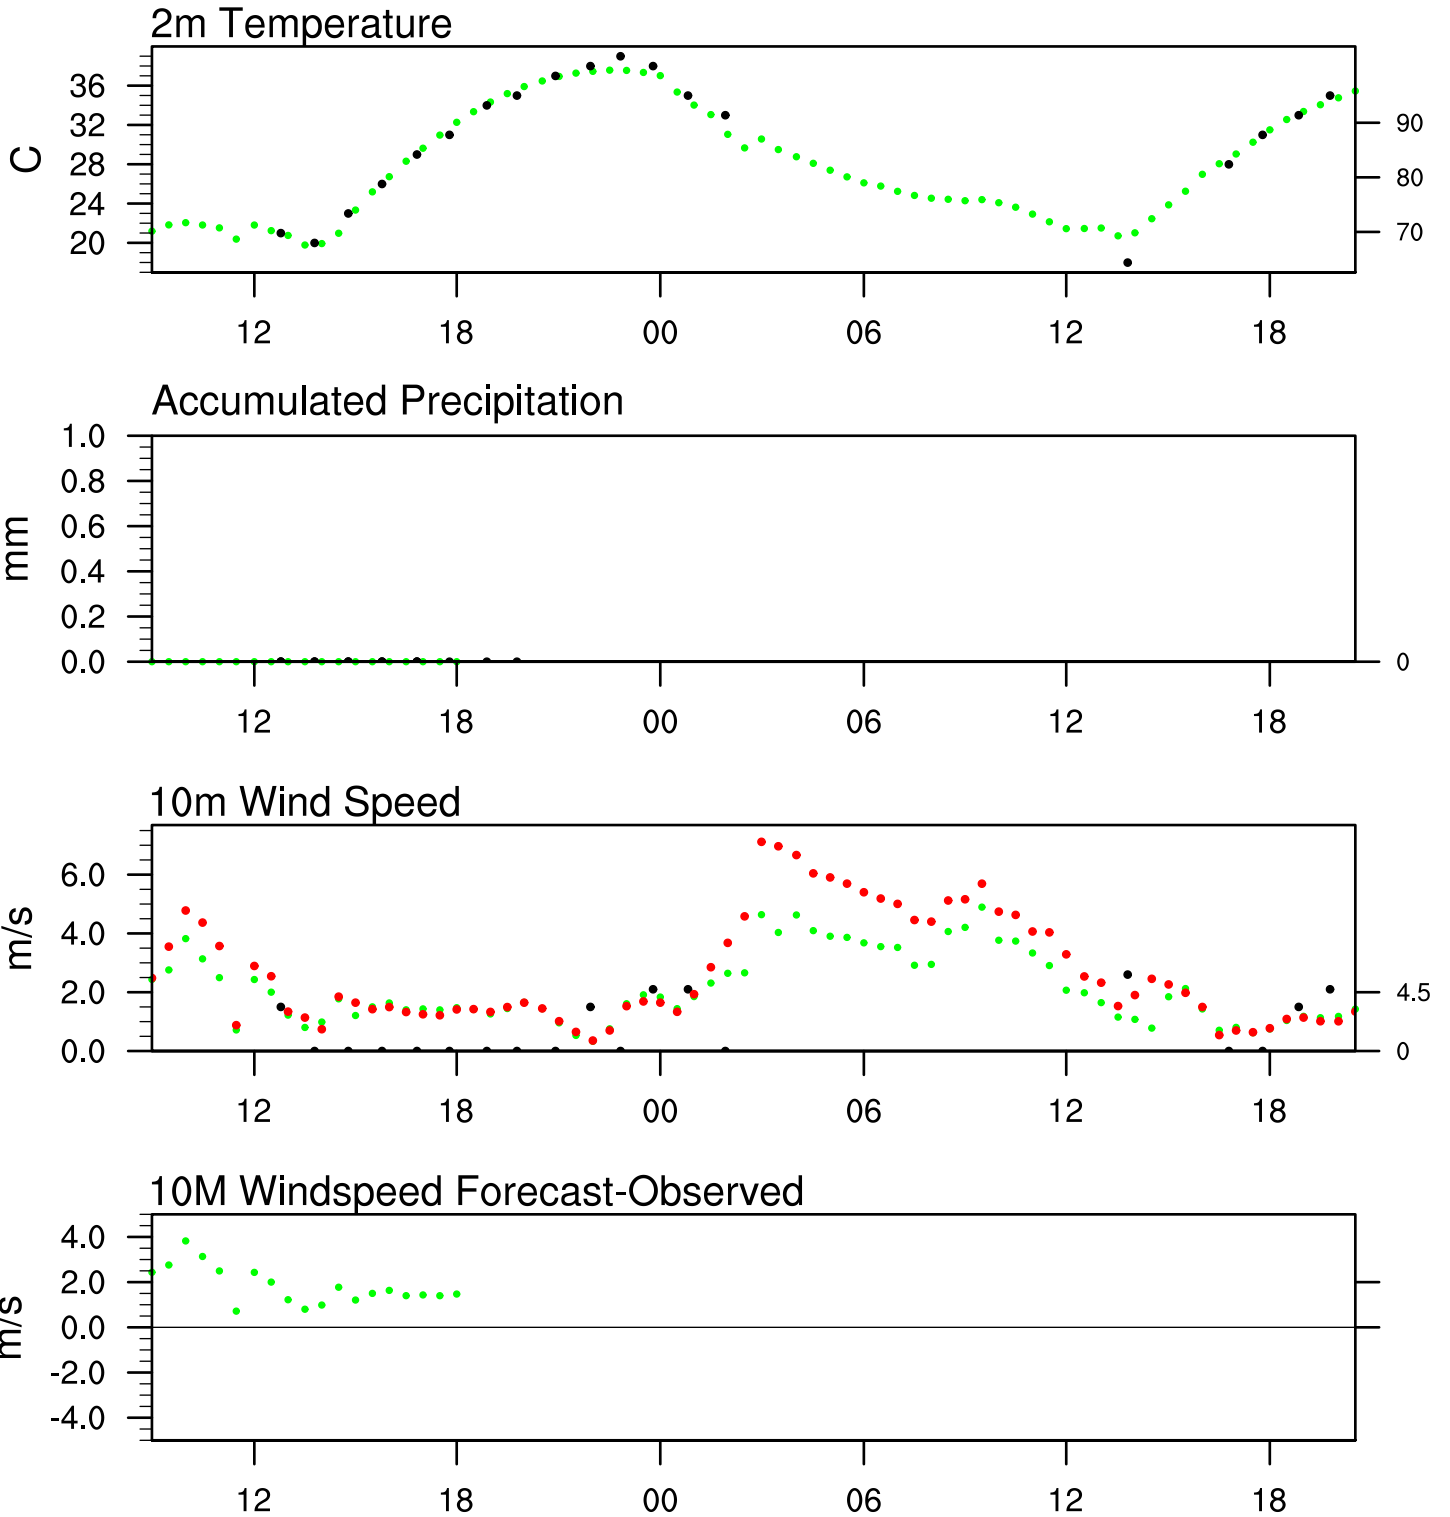 2m Temperature
36
32
28
24
20
C
90
80
70
12 18 00 06 12 18
Accumulated Precipitation
1.0
0.8
0.6
0.4
0.2
0.0
mm
0
12 18 00 06 12 18
10m Wind Speed
6.0
4.0
2.0
0.0
m/s
4.5
0
12 18 00 06 12 18
10M Windspeed Forecast-Observed
4.0
2.0
0.0
-2.0
-4.0
m/s
12 18 00 06 12 18